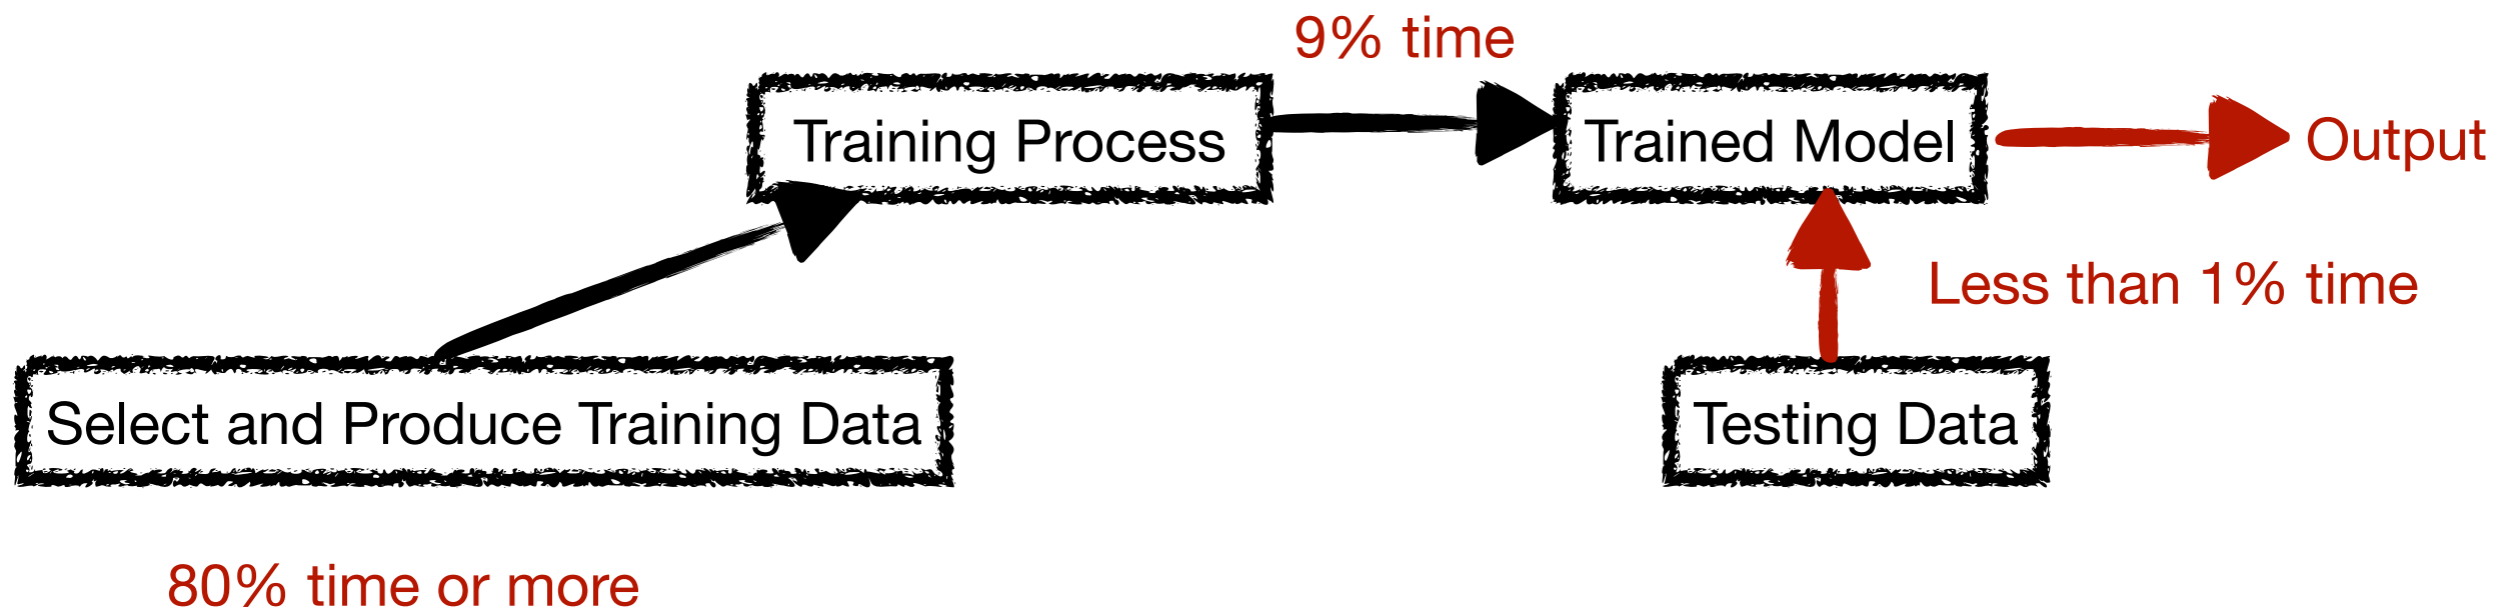 9% time
Training Process
Trained Model
Output
Less than 1% time
Select and Produce Training Data
Testing Data
80% time or more